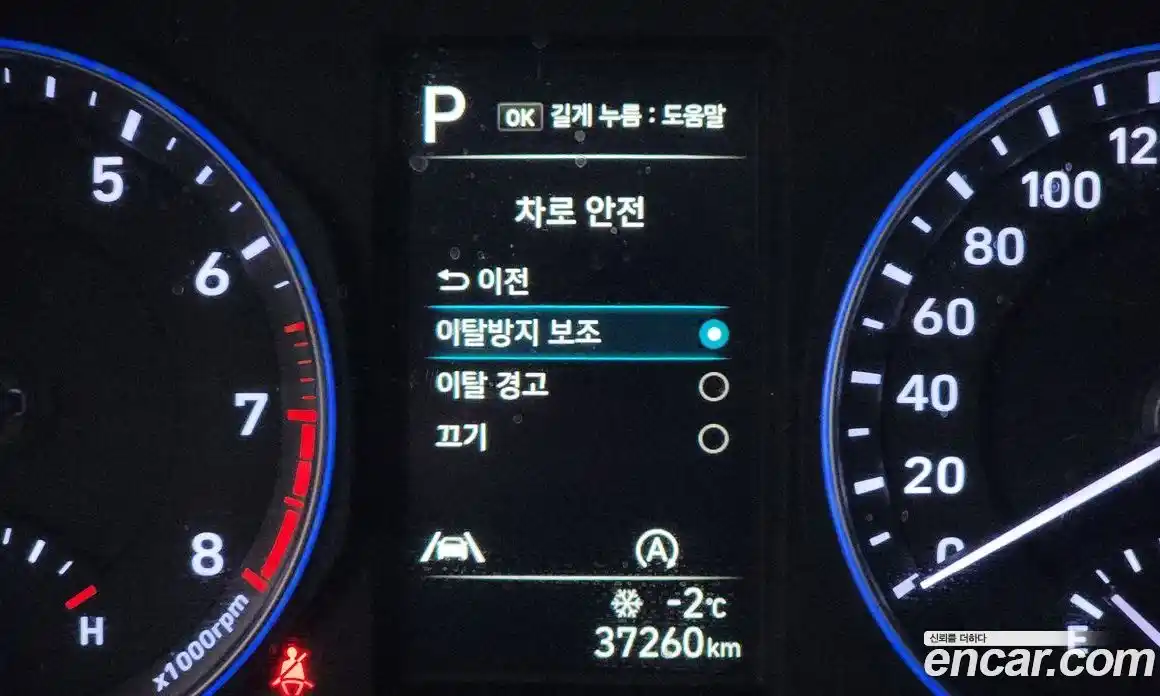 P
OK 길게 누름 : 도움말
차로 안전
이전
이탈방지 보조
이탈 경고
끄기
A
-2℃
37260km
5
6
7
8
x1000rpm
H
100
80
60
40
20
0
E
신뢰를 더하다
encar.com